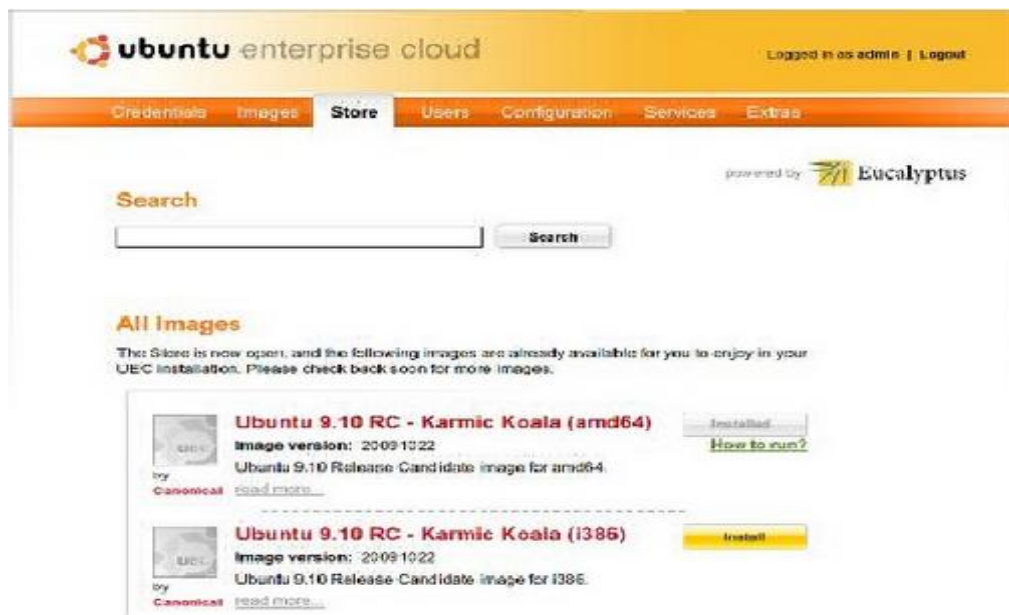 ubuntu enterprise cloud
Logged in as admin | Logout
Credentials Images Store Users Configuration Services Extras
powered by Eucalyptus
Search
Search
All Images
The Store is now open, and the following images are already available for you to enjoy in your
UEC installation. Please check back soon for more images.
Ubuntu 9.10 RC - Karmic Koala (amd64)
Installed
Image version: 20091022
How to run?
UEC
Ubuntu 9.10 Release Candidate image for amd64.
by
Canonical
read more...
Ubuntu 9.10 RC - Karmic Koala (i386)
Install
Image version: 20091022
UEC
Ubuntu 9.10 Release Candidate image for i386.
by
Canonical
read more...